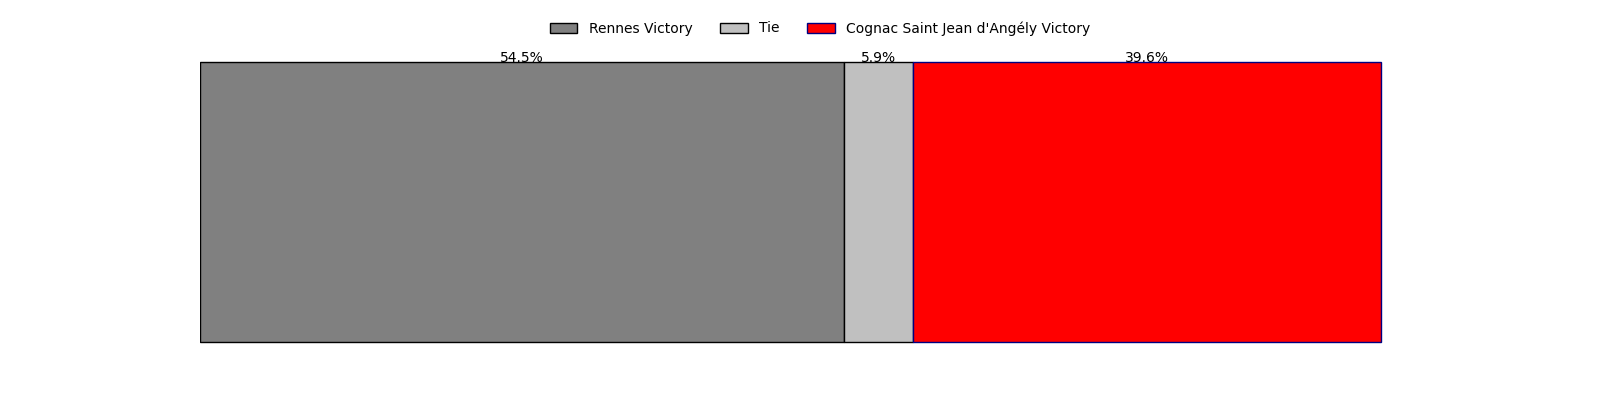 Rennes Victory Tie Cognac Saint Jean d'Angély Victory
54.5% 5.9% 39.6%